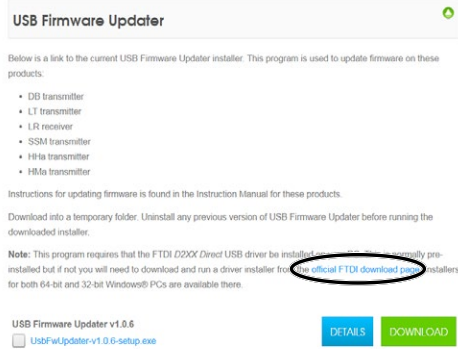 USB Firmware Updater
Below is a link to the current USB Firmware Updater installer. This program is used to update firmware on these
products:
• DB transmitter
• LT transmitter
• LR receiver
• SSM transmitter
• HHa transmitter
• HMa transmitter
Instructions for updating firmware is found in the Instruction Manual for these products.
Download into a temporary folder. Uninstall any previous version of USB Firmware Updater before running the
downloaded installer.
Note: This program requires that the FTDI D2XX Direct USB driver be installed PC. This is normally pre-
installed but if not you will need to download and run a driver installer from the official FTDI download page. Installers
for both 64-bit and 32-bit Windows® PCs are available there.
USB Firmware Updater v1.0.6
UsbFwUpdater-v1.0.6-setup.exe
DETAILS
DOWNLOAD